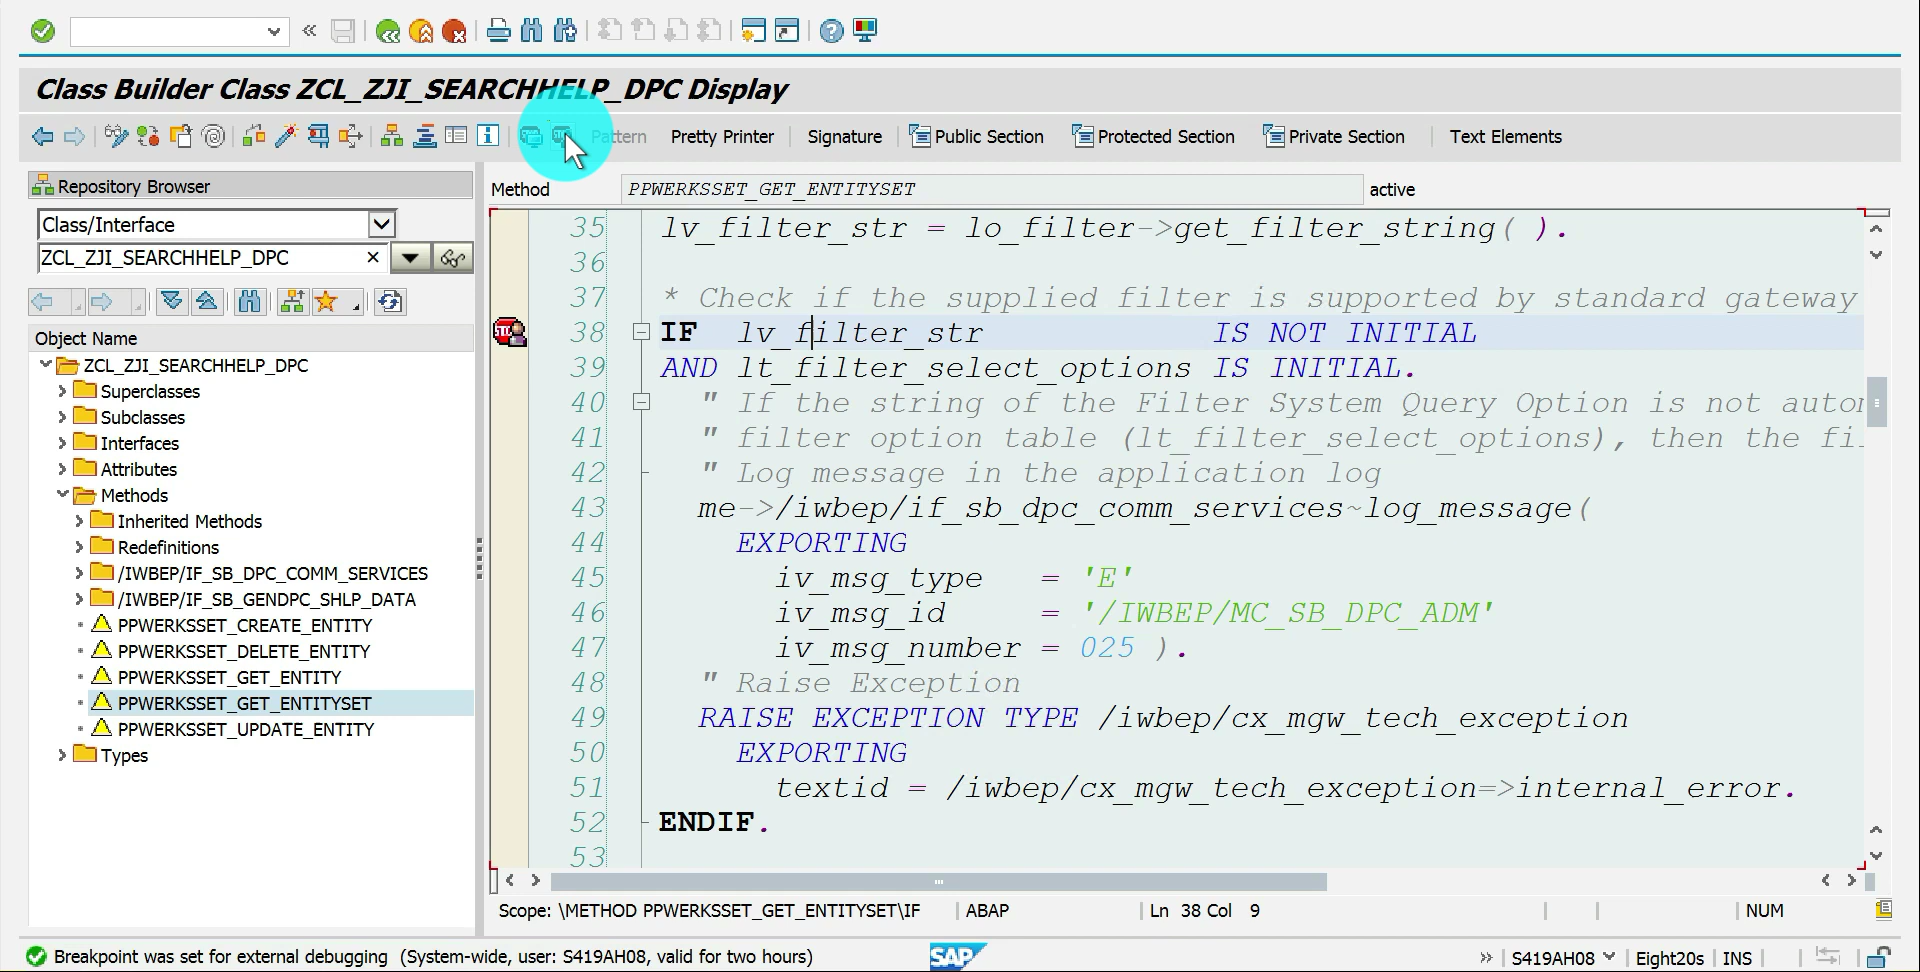 Class Builder Class ZCL_ZJI_SEARCHHELP_DPC Display
Pattern Pretty Printer Signature Public Section Protected Section Private Section Text Elements
Repository Browser
Class/Interface
ZCL_ZJI_SEARCHHELP_DPC
Object Name
ZCL_ZJI_SEARCHHELP_DPC
Superclasses
Subclasses
Interfaces
Attributes
Methods
Inherited Methods
Redefinitions
/IWBEP/IF_SB_DPC_COMM_SERVICES
/IWBEP/IF_SB_GENDPC_SHLP_DATA
PPWERKSSET_CREATE_ENTITY
PPWERKSSET_DELETE_ENTITY
PPWERKSSET_GET_ENTITY
PPWERKSSET_GET_ENTITYSET
PPWERKSSET_UPDATE_ENTITY
Types
Method PPWERKSSET_GET_ENTITYSET active
35 lv_filter_str = lo_filter->get_filter_string( ).
36
37 * Check if the supplied filter is supported by standard gateway
38 IF lv_filter_str IS NOT INITIAL
39 AND lt_filter_select_options IS INITIAL.
40 " If the string of the Filter System Query Option is not autom
41 " filter option table (lt_filter_select_options), then the fi
42 " Log message in the application log
43 me->/iwbep/if_sb_dpc_comm_services~log_message(
44 EXPORTING
45 iv_msg_type = 'E'
46 iv_msg_id = '/IWBEP/MC_SB_DPC_ADM'
47 iv_msg_number = 025 ).
48 " Raise Exception
49 RAISE EXCEPTION TYPE /iwbep/cx_mgw_tech_exception
50 EXPORTING
51 textid = /iwbep/cx_mgw_tech_exception=>internal_error.
52 ENDIF.
53
Scope: \METHOD PPWERKSSET_GET_ENTITYSET\IF ABAP Ln 38 Col 9 NUM
Breakpoint was set for external debugging (System-wide, user: S419AH08, valid for two hours) SAP S419AH08 Eight20s INS